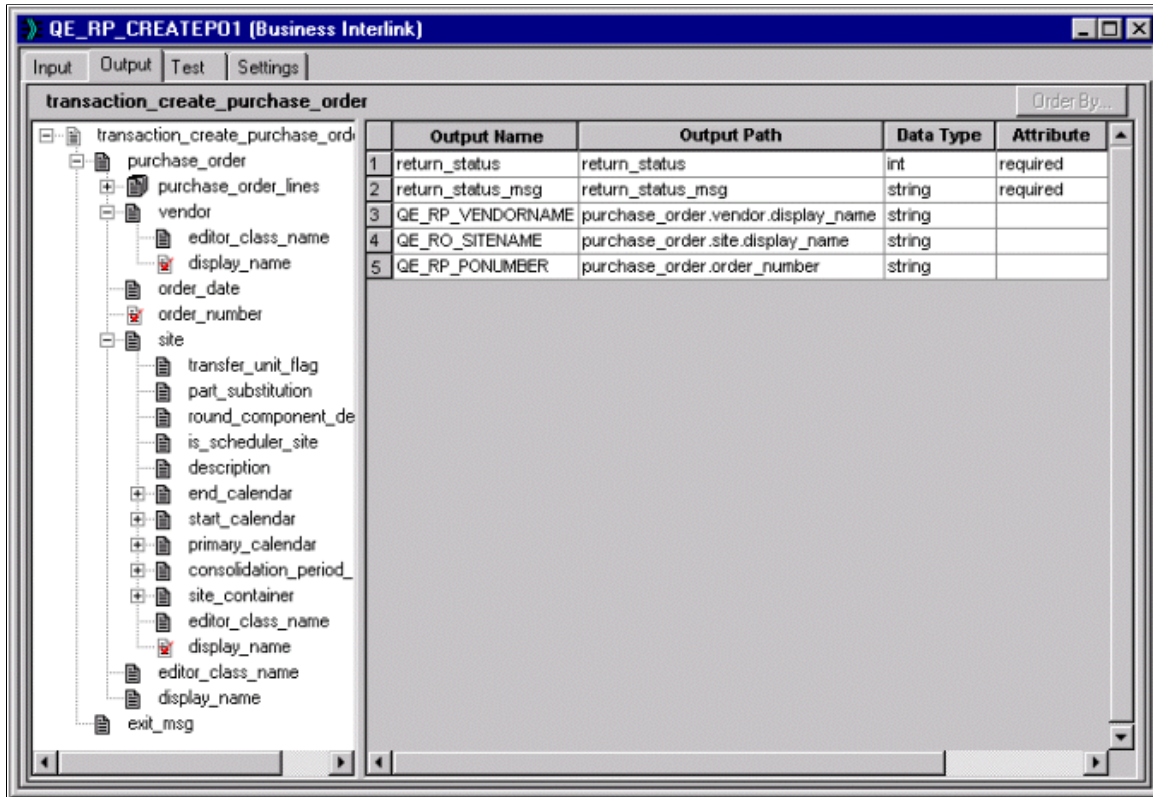 QE_RP_CREATEPO1 (Business Interlink)
Input Output Test Settings
transaction_create_purchase_order Order By...
transaction_create_purchase_ord
purchase_order
purchase_order_lines
vendor
editor_class_name
display_name
order_date
order_number
site
transfer_unit_flag
part_substitution
round_component_de
is_scheduler_site
description
end_calendar
start_calendar
primary_calendar
consolidation_period_
site_container
editor_class_name
display_name
editor_class_name
display_name
exit_msg
Output Name Output Path Data Type Attribute
1 return_status return_status int required
2 return_status_msg return_status_msg string required
3 QE_RP_VENDORNAME purchase_order.vendor.display_name string
4 QE_RO_SITENAME purchase_order.site.display_name string
5 QE_RP_PONUMBER purchase_order.order_number string